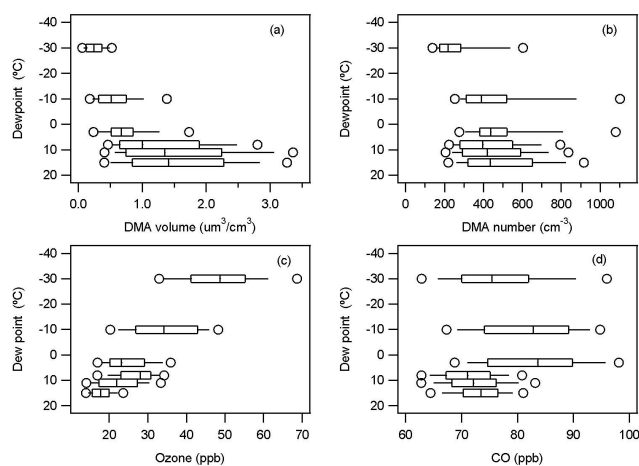 -40
-30
-20
-10
0
10
20
Dewpoint (ºC)
(a)
0.0 1.0 2.0 3.0
DMA volume (um³/cm³)
-40
-30
-20
-10
0
10
20
Dewpoint (ºC)
(b)
0 200 400 600 800 1000
DMA number (cm⁻³)
-40
-30
-20
-10
0
10
20
Dew point (ºC)
(c)
20 30 40 50 60 70
Ozone (ppb)
-40
-30
-20
-10
0
10
20
Dew point (ºC)
(d)
60 70 80 90 100
CO (ppb)